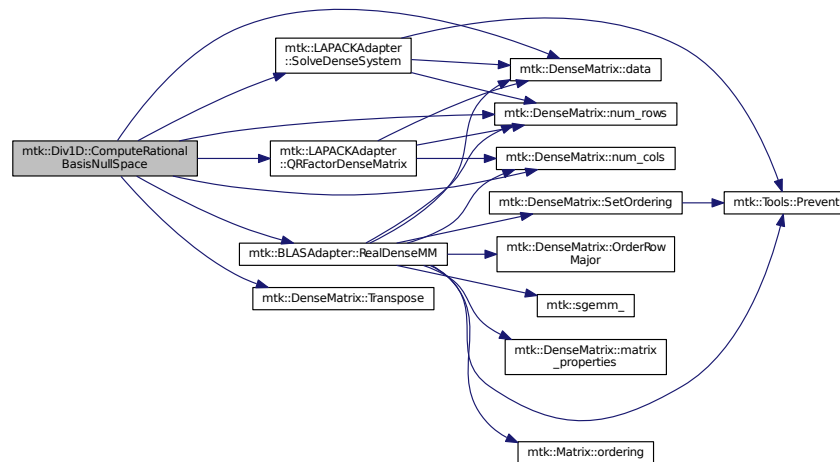 mtk::LAPACKAdapter
::SolveDenseSystem
mtk::DenseMatrix::data
mtk::DenseMatrix::num_rows
mtk::Div1D::ComputeRational
BasisNullSpace
mtk::LAPACKAdapter
::QRFactorDenseMatrix
mtk::DenseMatrix::num_cols
mtk::DenseMatrix::SetOrdering
mtk::Tools::Prevent
mtk::BLASAdapter::RealDenseMM
mtk::DenseMatrix::OrderRow
Major
mtk::DenseMatrix::Transpose
mtk::sgemm_
mtk::DenseMatrix::matrix
_properties
mtk::Matrix::ordering